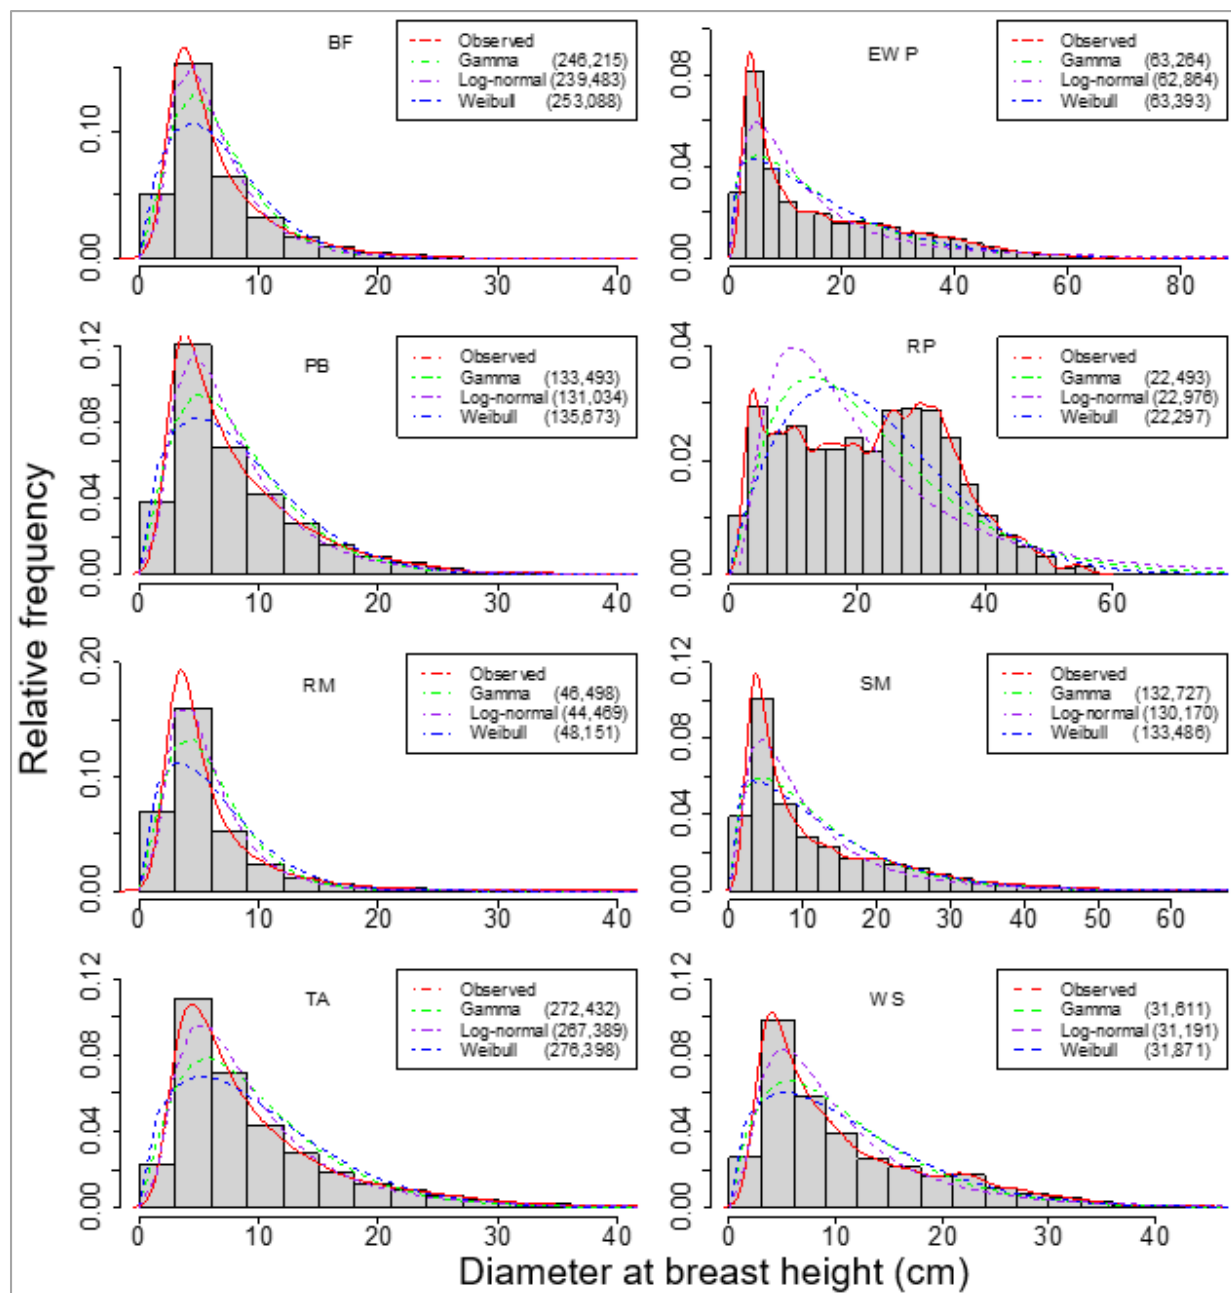 BF
Observed
Gamma (246,215)
Log-normal (239,483)
Weibull (253,088)
0.00 0.10
0 10 20 30 40
EWP
Observed
Gamma (63,264)
Log-normal (62,864)
Weibull (63,393)
0.00 0.04 0.08
0 20 40 60 80
PB
Observed
Gamma (133,493)
Log-normal (131,034)
Weibull (135,673)
0.00 0.04 0.08 0.12
0 10 20 30 40
RP
Observed
Gamma (22,493)
Log-normal (22,976)
Weibull (22,297)
0.00 0.02 0.04
0 20 40 60
RM
Observed
Gamma (46,498)
Log-normal (44,469)
Weibull (48,151)
0.00 0.10 0.20
0 10 20 30 40
SM
Observed
Gamma (132,727)
Log-normal (130,170)
Weibull (133,486)
0.00 0.04 0.08 0.12
0 10 20 30 40 50 60
TA
Observed
Gamma (272,432)
Log-normal (267,389)
Weibull (276,398)
0.00 0.04 0.08 0.12
0 10 20 30 40
WS
Observed
Gamma (31,611)
Log-normal (31,191)
Weibull (31,871)
0.00 0.04 0.08 0.12
0 10 20 30 40
Relative frequency
Diameter at breast height (cm)